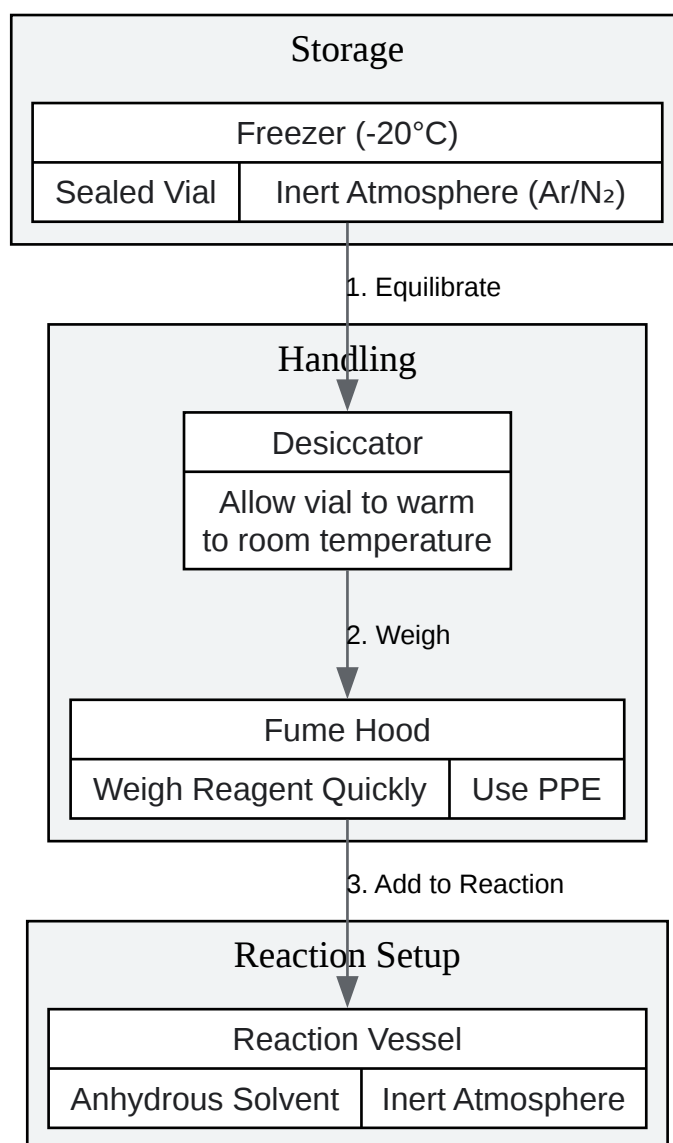 Storage
Freezer (-20°C)
Sealed Vial
Inert Atmosphere (Ar/N₂)
1. Equilibrate
Handling
Desiccator
Allow vial to warm
to room temperature
2. Weigh
Fume Hood
Weigh Reagent Quickly
Use PPE
3. Add to Reaction
Reaction Setup
Reaction Vessel
Anhydrous Solvent
Inert Atmosphere